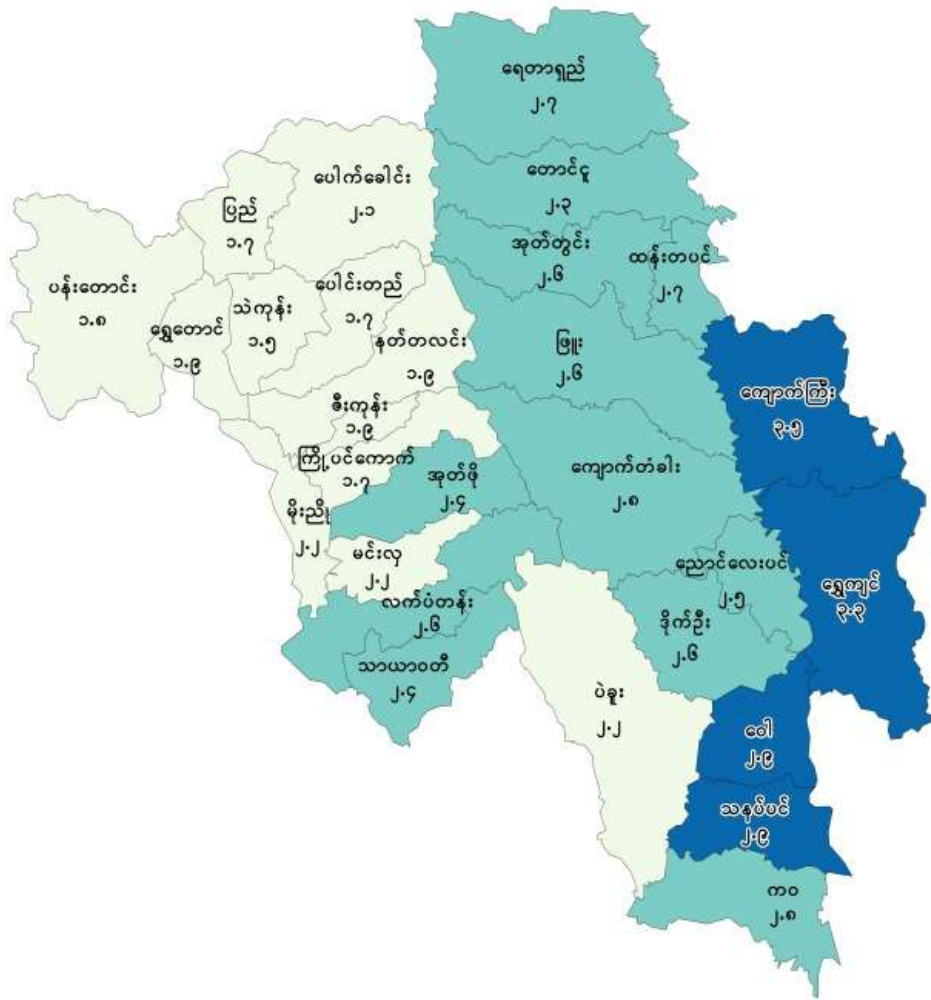 ရေတာရှည်
၂.၇
တောင်ငူ
၂.၃
ပေါက်ခေါင်း
၂.၁
ပြည်
၁.၇
အုတ်တွင်း
၂.၆
ထန်းတပင်
၂.၇
ပန်းတောင်း
၁.၈
ပေါင်းတည်
၁.၇
သဲကုန်း
၁.၅
ရွှေတောင်
၁.၉
နတ်တလင်း
၁.၉
ဖြူး
၂.၆
ကျောက်ကြီး
၃.၅
ဇီးကုန်း
၁.၉
ကြို့ပင်ကောက်
၁.၇
အုတ်ဖို
၂.၄
ကျောက်တံခါး
၂.၈
မိုးညို
၂.၂
မင်းလှ
၂.၂
ညောင်လေးပင်
၂.၅
ရွှေကျင်
၃.၃
လက်ပံတန်း
၂.၆
ဒိုက်ဦး
၂.၆
သာယာဝတီ
၂.၄
ပဲခူး
၂.၂
ဝေါ
၂.၉
သနပ်ပင်
၂.၉
ကဝ
၂.၈